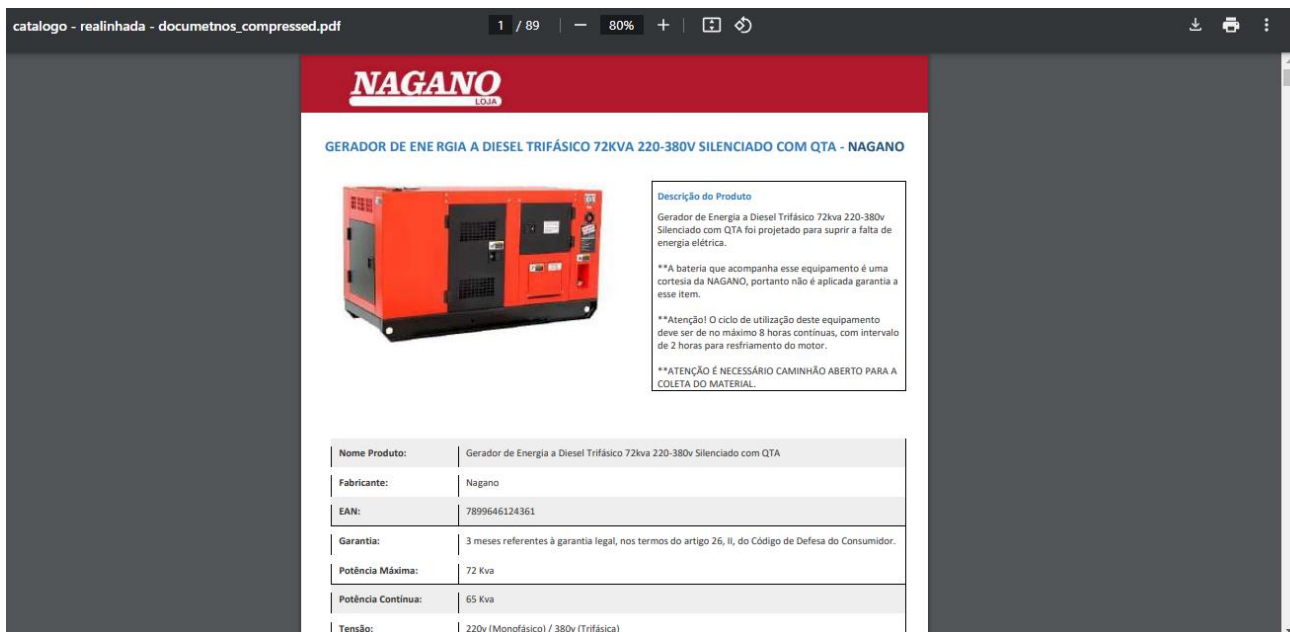 catalogo - realinhada - documetnos_compressed.pdf
1 / 89
80%
NAGANO
LOJA
GERADOR DE ENE RGIA A DIESEL TRIFÁSICO 72KVA 220-380V SILENCIADO COM QTA - NAGANO
Descrição do Produto
Gerador de Energia a Diesel Trifásico 72kva 220-380v
Silenciado com QTA foi projetado para suprir a falta de
energia elétrica.
**A bateria que acompanha esse equipamento é uma
cortesia da NAGANO, portanto não é aplicada garantia a
esse item.
**Atenção! O ciclo de utilização deste equipamento
deve ser de no máximo 8 horas contínuas, com intervalo
de 2 horas para resfriamento do motor.
**ATENÇÃO É NECESSÁRIO CAMINHÃO ABERTO PARA A
COLETA DO MATERIAL.
Nome Produto: Gerador de Energia a Diesel Trifásico 72kva 220-380v Silenciado com QTA
Fabricante: Nagano
EAN: 7899646124361
Garantia: 3 meses referentes à garantia legal, nos termos do artigo 26, II, do Código de Defesa do Consumidor.
Potência Máxima: 72 Kva
Potência Contínua: 65 Kva
Tensão: 220v (Monofásico) / 380v (Trifásica)